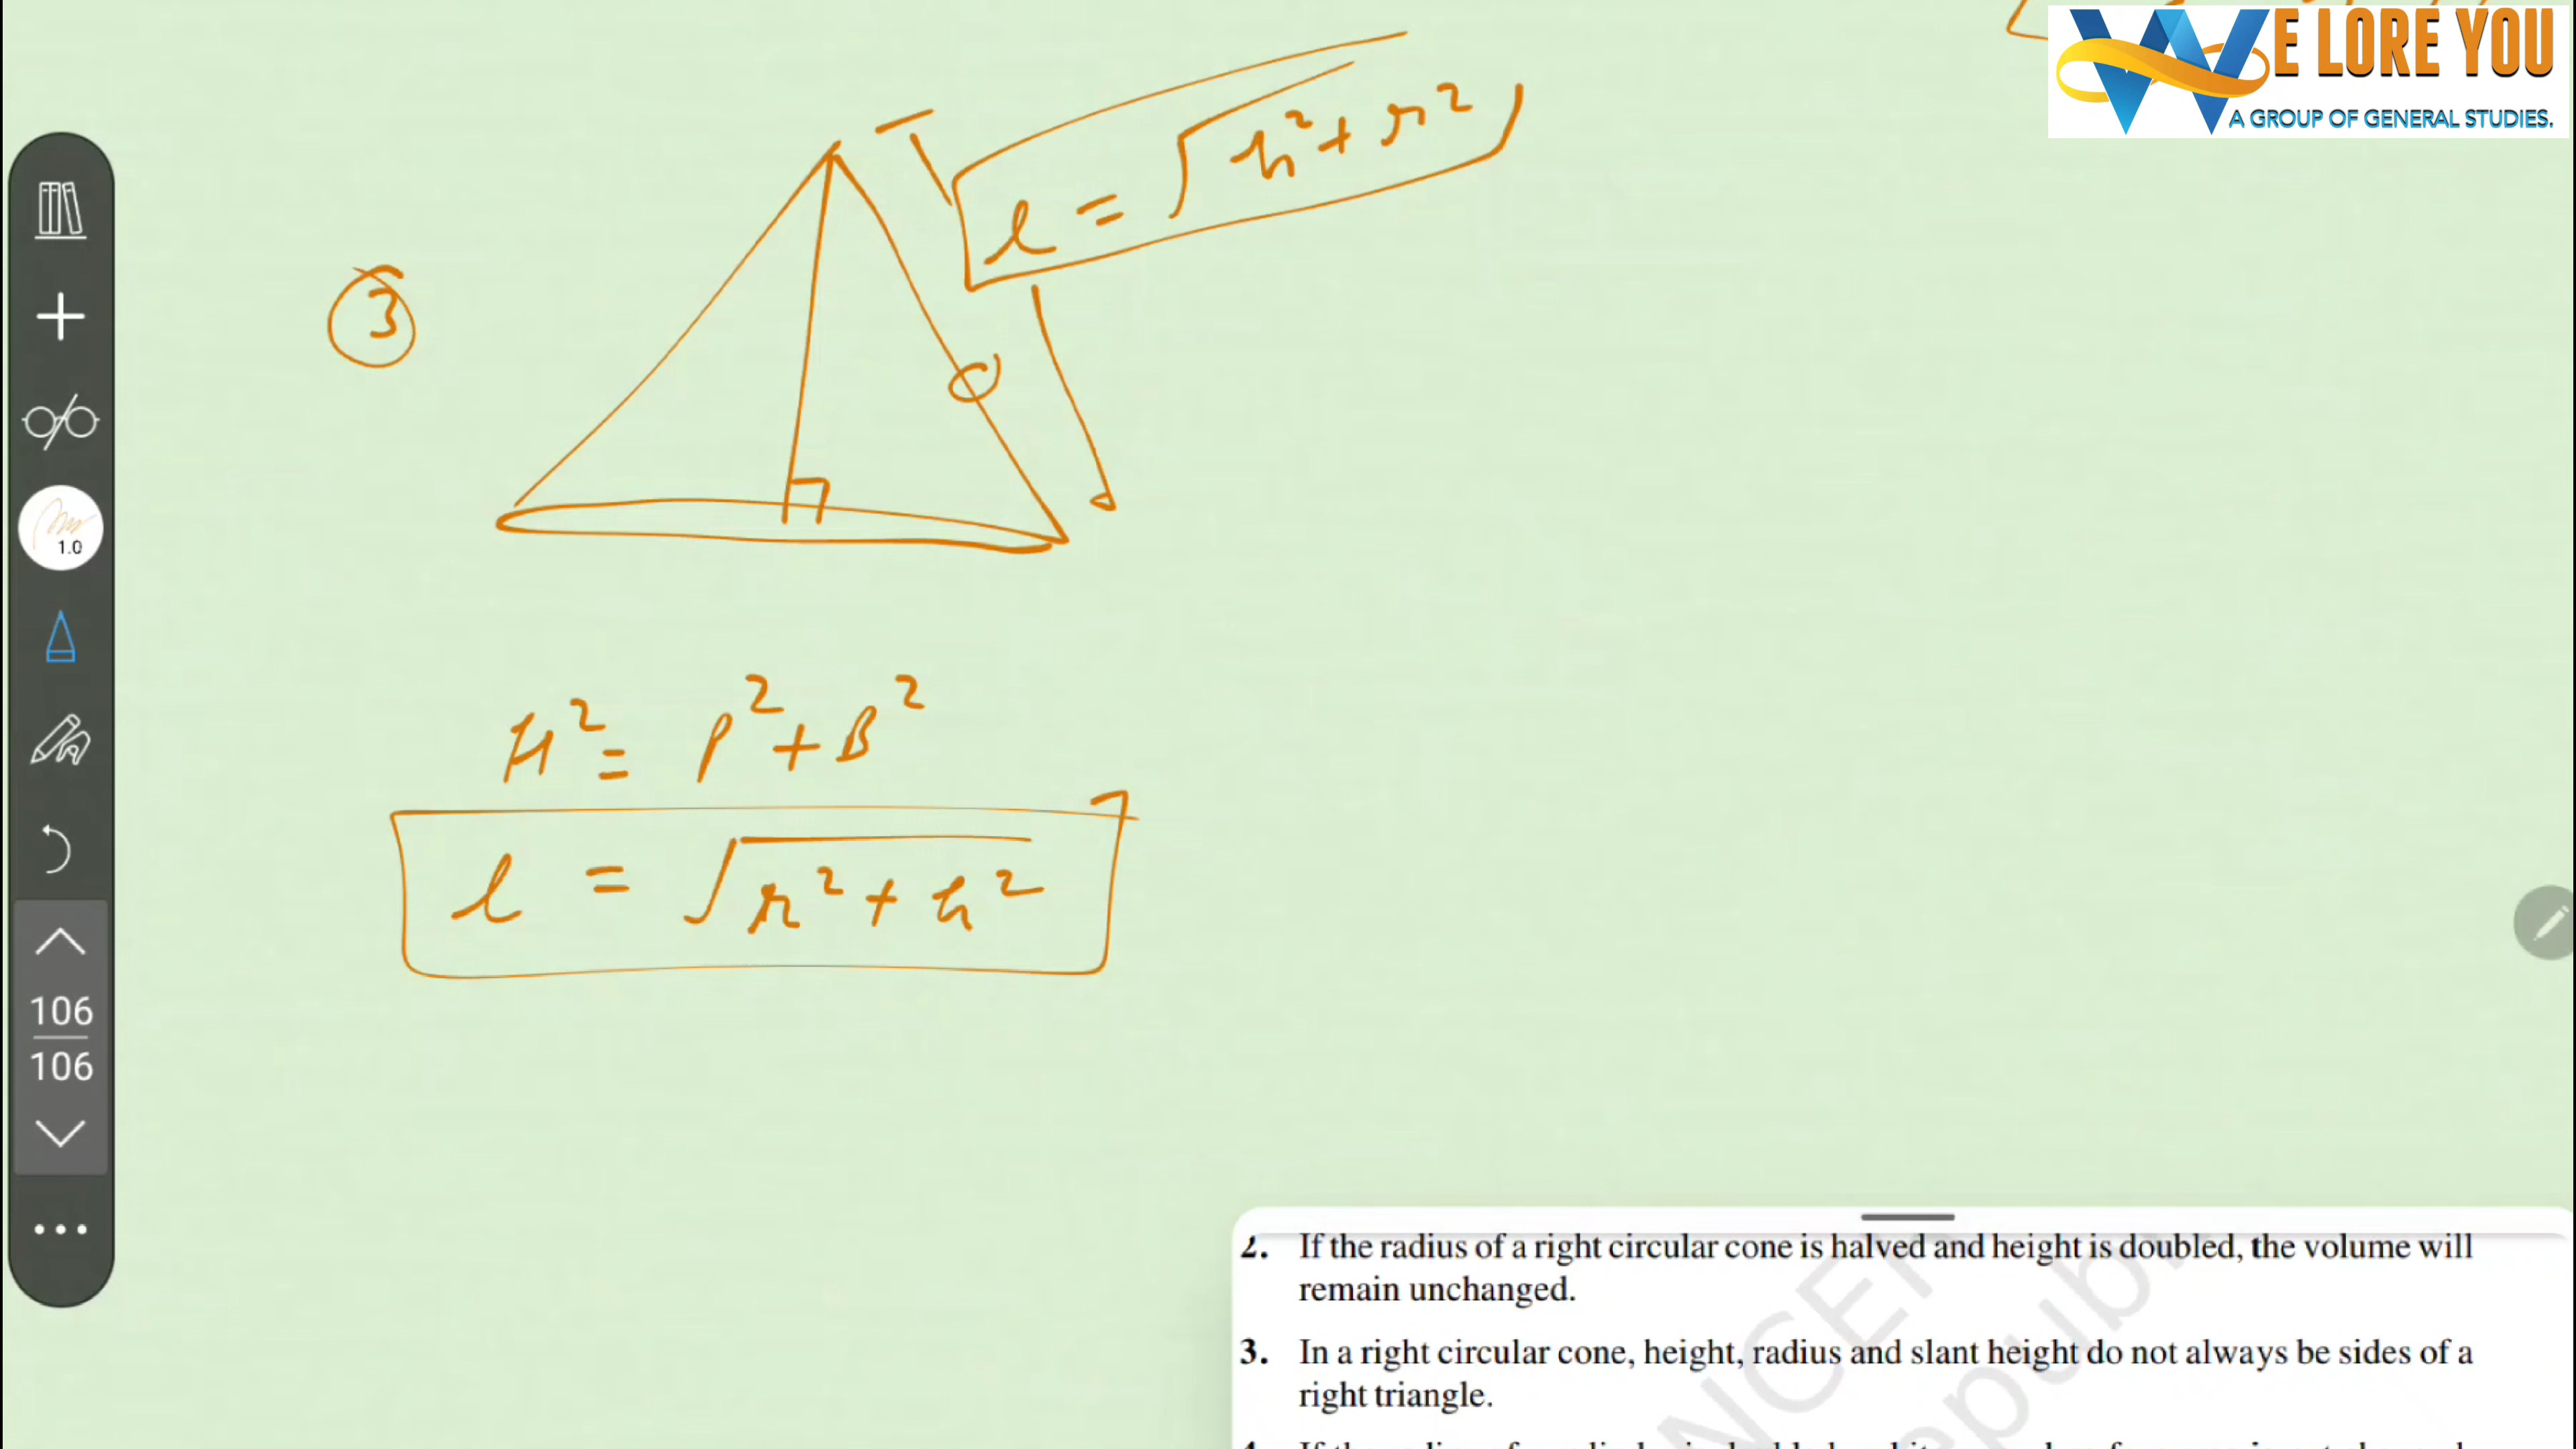 WE LORE YOU
A GROUP OF GENERAL STUDIES.
l = √h² + r²
3
1.0
H² = P² + B²
l = √r² + h²
106
106
2. If the radius of a right circular cone is halved and height is doubled, the volume will
remain unchanged.
3. In a right circular cone, height, radius and slant height do not always be sides of a
right triangle.